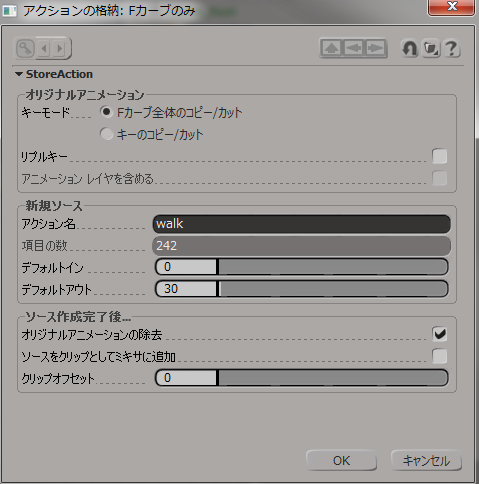 アクションの格納: Fカーブのみ
StoreAction
オリジナルアニメーション
キーモード Fカーブ全体のコピー/カット
キーのコピー/カット
リプルキー
アニメーション レイヤを含める
新規ソース
アクション名 walk
項目の数 242
デフォルトイン 0
デフォルトアウト 30
ソース作成完了後...
オリジナルアニメーションの除去
ソースをクリップとしてミキサに追加
クリップオフセット 0
OK キャンセル